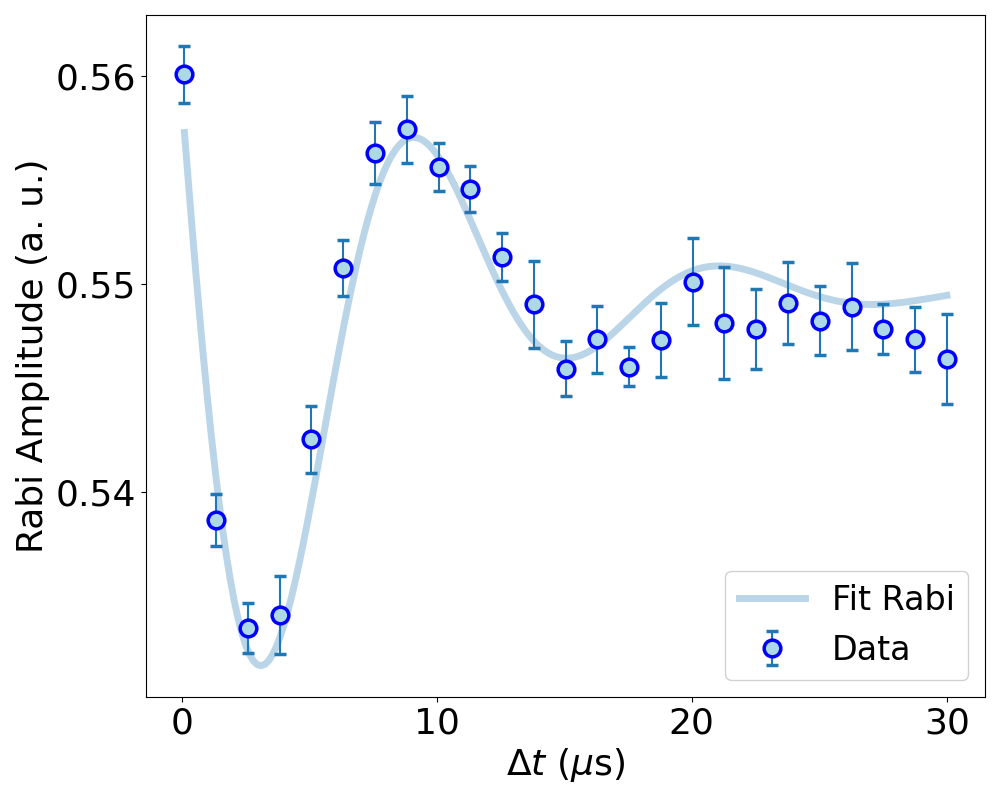 Rabi Amplitude (a. u.)
0.56
0.55
0.54
0
10
20
30
Δt (μs)
Fit Rabi
Data